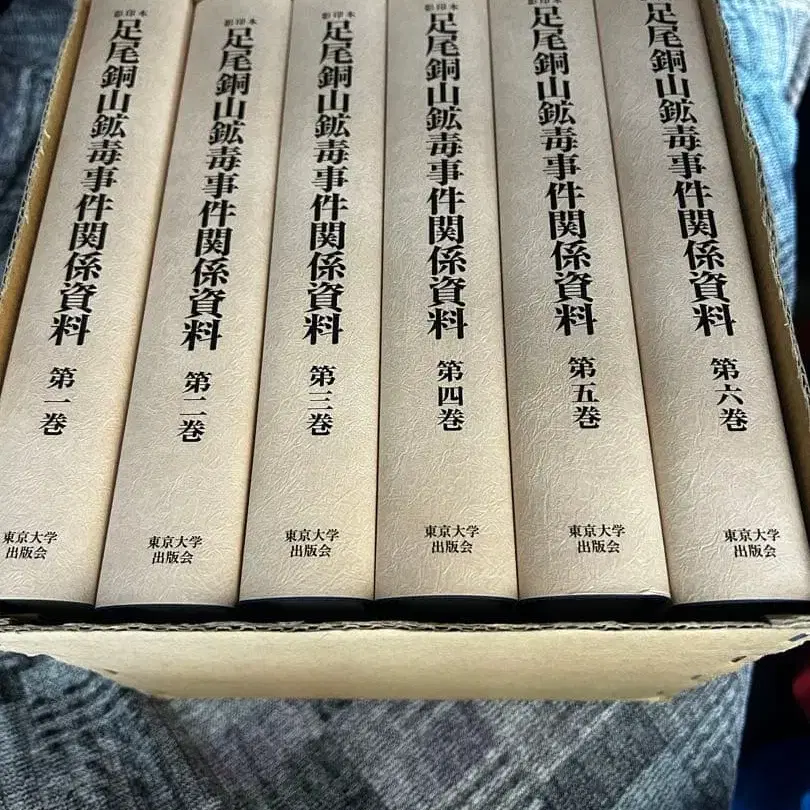 影印本
足尾銅山鉱毒事件関係資料
第一巻
東京大学
出版会
影印本
足尾銅山鉱毒事件関係資料
第二巻
東京大学
出版会
影印本
足尾銅山鉱毒事件関係資料
第三巻
東京大学
出版会
影印本
足尾銅山鉱毒事件関係資料
第四巻
東京大学
出版会
影印本
足尾銅山鉱毒事件関係資料
第五巻
東京大学
出版会
足尾銅山鉱毒事件関係資料
第六巻
東京大学
出版会